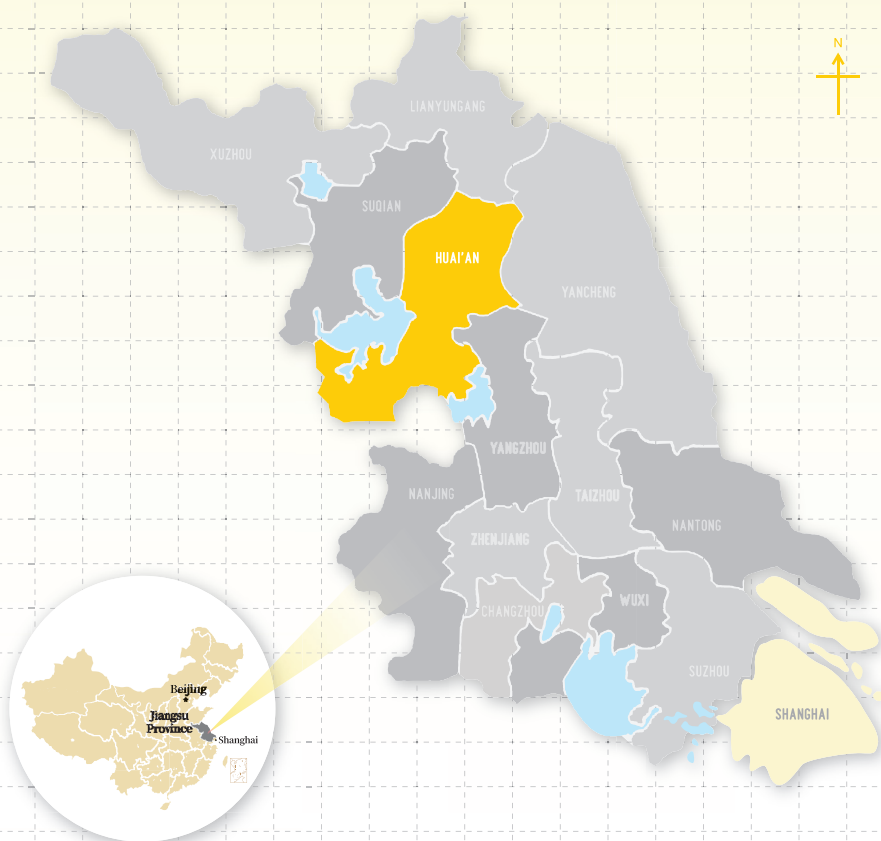 N
LIANYUNGANG
XUZHOU
SUQIAN
HUAI'AN
YANCHENG
YANGZHOU
NANJING
TAIZHOU
NANTONG
ZHENJIANG
CHANGZHOU
WUXI
SUZHOU
SHANGHAI
Beijing
Jiangsu
Province
Shanghai